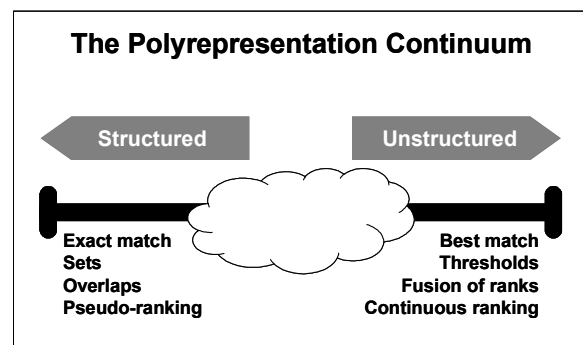 The Polyrepresentation Continuum
Structured
Unstructured
Exact match
Sets
Overlaps
Pseudo-ranking
Best match
Thresholds
Fusion of ranks
Continuous ranking